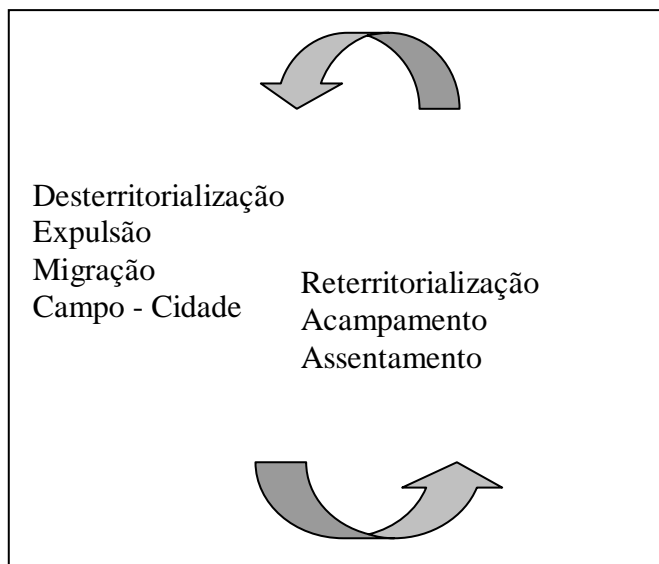 Desterritorialização
Expulsão
Migração
Campo - Cidade
Reterritorialização
Acampamento
Assentamento